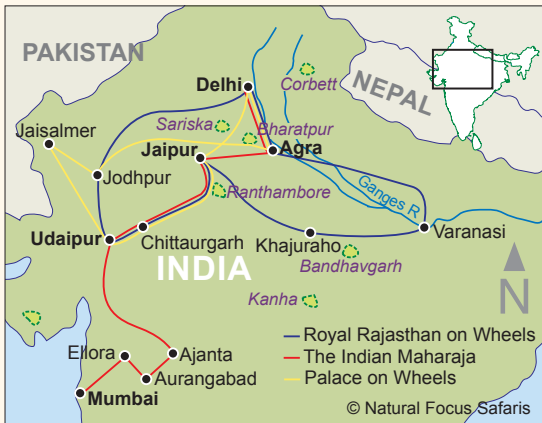 PAKISTAN
NEPAL
Delhi
Corbett
Sariska
Bharatpur
Jaisalmer
Jaipur
Agra
Jodhpur
Ranthambore
Ganges R
Udaipur
Chittaurgarh
Khajuraho
Varanasi
INDIA
Bandhavgarh
Kanha
N
Ellora
Ajanta
Aurangabad
Mumbai
Royal Rajasthan on Wheels
The Indian Maharaja
Palace on Wheels
© Natural Focus Safaris